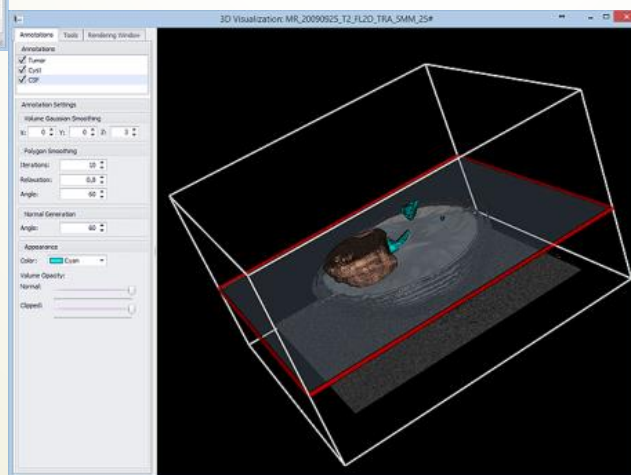 3D Visualization: MR_20090925_T2_FL2D_TRA_5MM_25#
Annotations Tools Rendering Window
Annotations
Tumor
Cyst
CSF
Annotation Settings
Volume Gaussian Smoothing
X: 0 Y: 0 Z: 3
Polygon Smoothing
Iterations: 10
Relaxation: 0,8
Angle: 60
Normal Generation
Angle: 60
Appearance
Color: Cyan
Volume Opacity:
Normal:
Clipped: